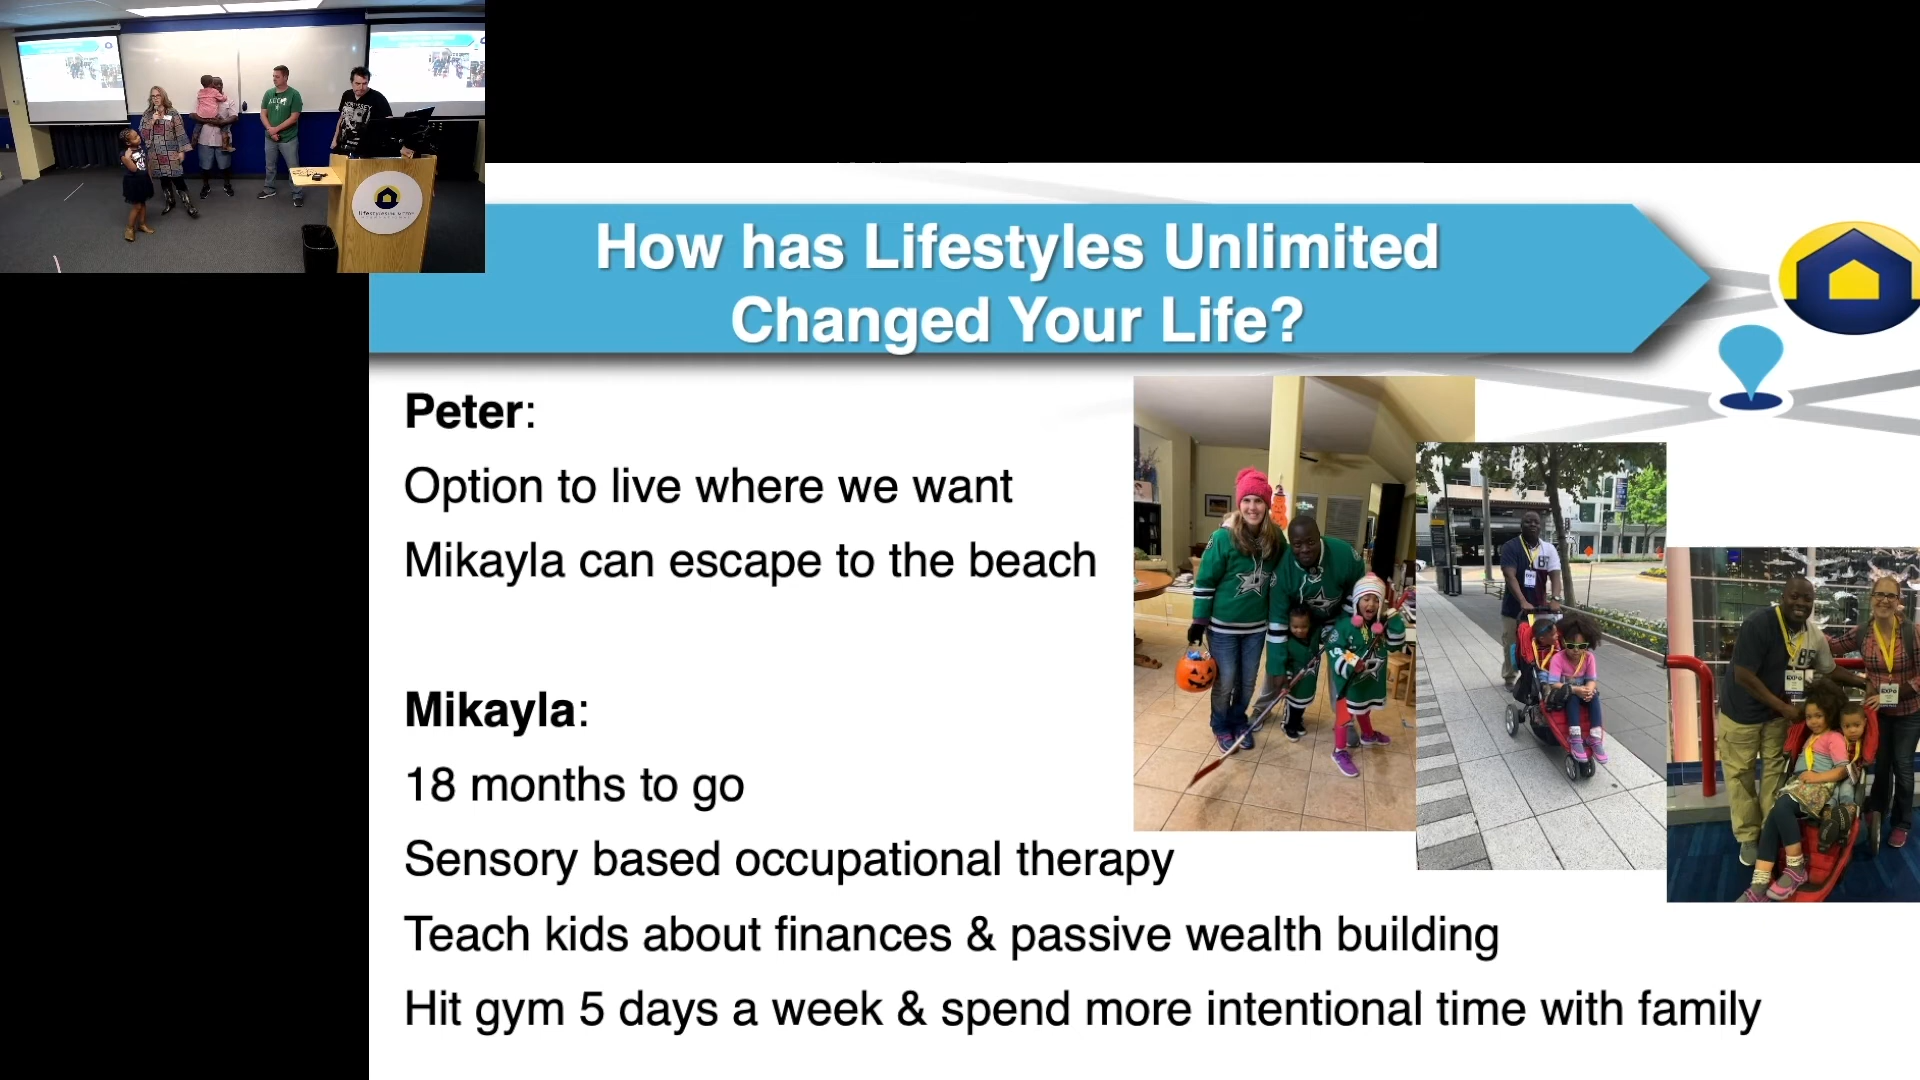 How has Lifestyles Unlimited
Changed Your Life?
Peter:
Option to live where we want
Mikayla can escape to the beach
Mikayla:
18 months to go
Sensory based occupational therapy
Teach kids about finances & passive wealth building
Hit gym 5 days a week & spend more intentional time with family